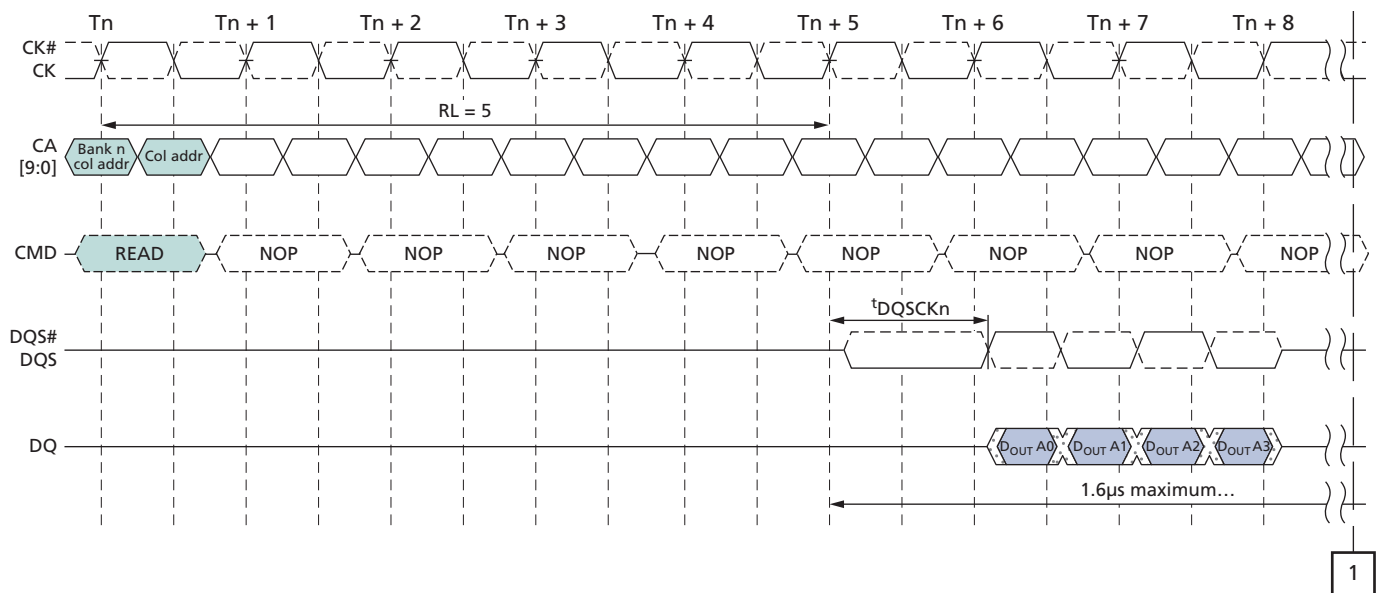 Tn Tn + 1 Tn + 2 Tn + 3 Tn + 4 Tn + 5 Tn + 6 Tn + 7 Tn + 8
CK#
CK
RL = 5
CA
[9:0]
Bank n
col addr
Col addr
CMD READ NOP NOP NOP NOP NOP NOP NOP NOP
tDQSCKn
DQS#
DQS
DQ DOUT A0 DOUT A1 DOUT A2 DOUT A3
1.6μs maximum…
1